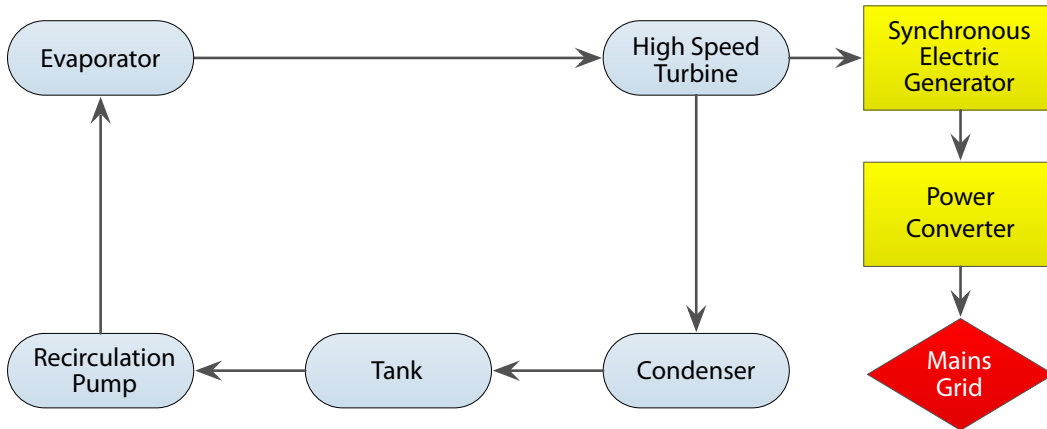 Evaporator
High Speed
Turbine
Synchronous
Electric
Generator
Power
Converter
Recirculation
Pump
Tank
Condenser
Mains
Grid